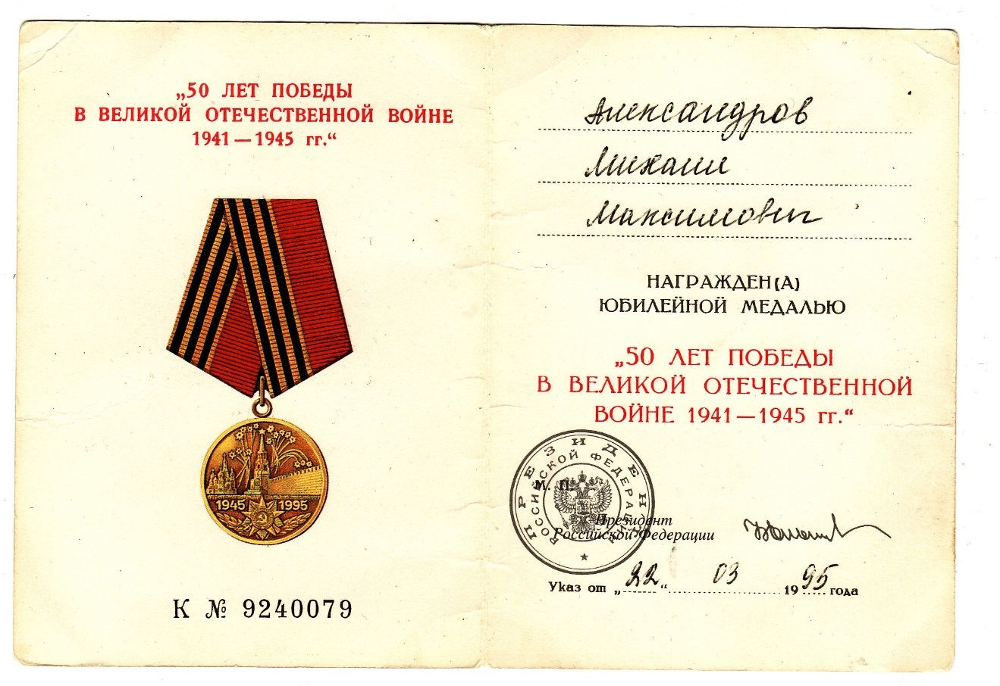 „50 ЛЕТ ПОБЕДЫ
В ВЕЛИКОЙ ОТЕЧЕСТВЕННОЙ ВОЙНЕ
1941 — 1945 гг.“
1945 1995
К № 9240079
Александров
Михаил
Максимович
НАГРАЖДЕН(А)
ЮБИЛЕЙНОЙ МЕДАЛЬЮ
„50 ЛЕТ ПОБЕДЫ
В ВЕЛИКОЙ ОТЕЧЕСТВЕННОЙ
ВОЙНЕ 1941 — 1945 гг.“
ПРЕЗИДЕНТ
РОССИЙСКОЙ ФЕДЕРАЦИИ
М. П.
Президент
Российской Федерации
Указ от „22“ 03 1995 года